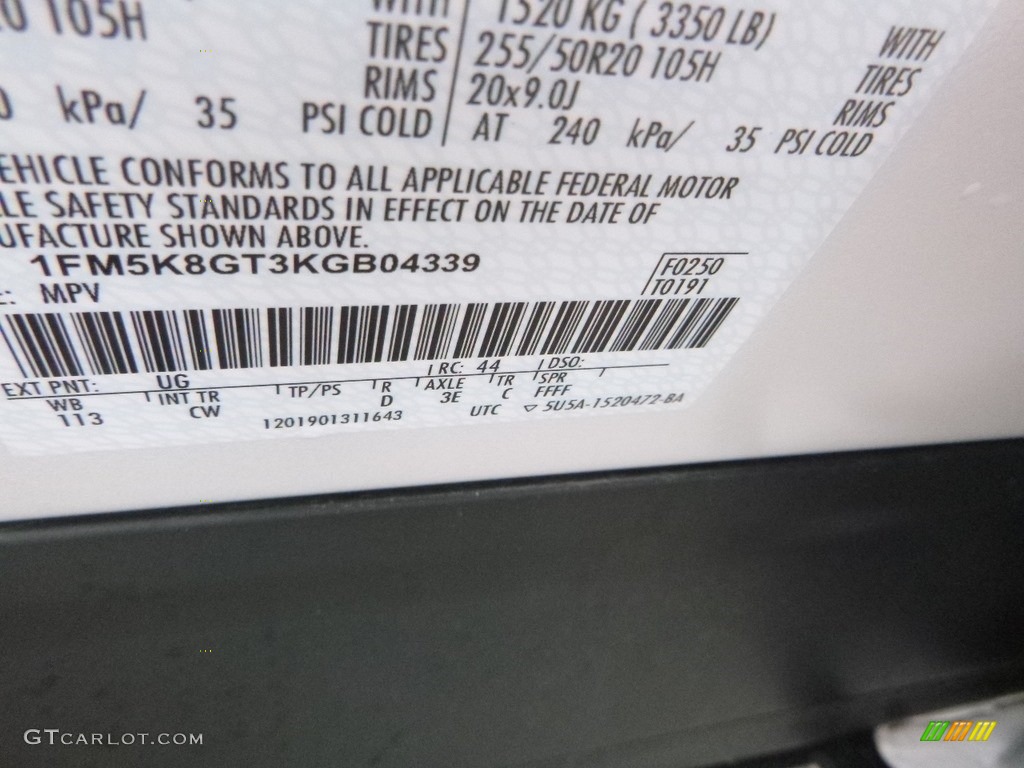 20 105H WITH 1520 KG ( 3350 LB) WITH
TIRES 255/50R20 105H TIRES
RIMS 20x9.0J RIMS
kPa/ 35 PSI COLD AT 240 kPa/ 35 PSI COLD
EHICLE CONFORMS TO ALL APPLICABLE FEDERAL MOTOR
LE SAFETY STANDARDS IN EFFECT ON THE DATE OF
UFACTURE SHOWN ABOVE.
1FM5K8GT3KGB04339 F0250
T0191
E: MPV
EXT PNT: UG RC: 44 DSO:
WB INT TR TP/PS R AXLE TR SPR
113 CW D 3E C FFFF
1201901311643 UTC ▽ 5U5A-1520472-BA
GTCARLOT.COM